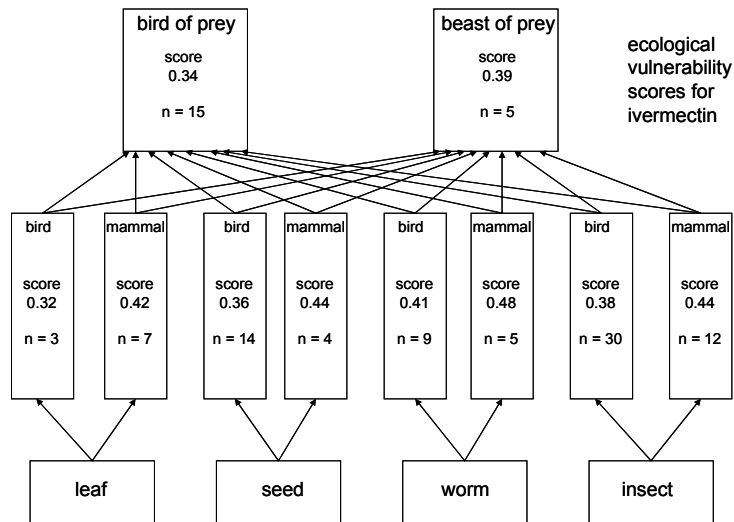 bird of prey
score
0.34
n = 15
beast of prey
score
0.39
n = 5
ecological
vulnerability
scores for
ivermectin
bird
score
0.32
n = 3
mammal
score
0.42
n = 7
bird
score
0.36
n = 14
mammal
score
0.44
n = 4
bird
score
0.41
n = 9
mammal
score
0.48
n = 5
bird
score
0.38
n = 30
mammal
score
0.44
n = 12
leaf
seed
worm
insect